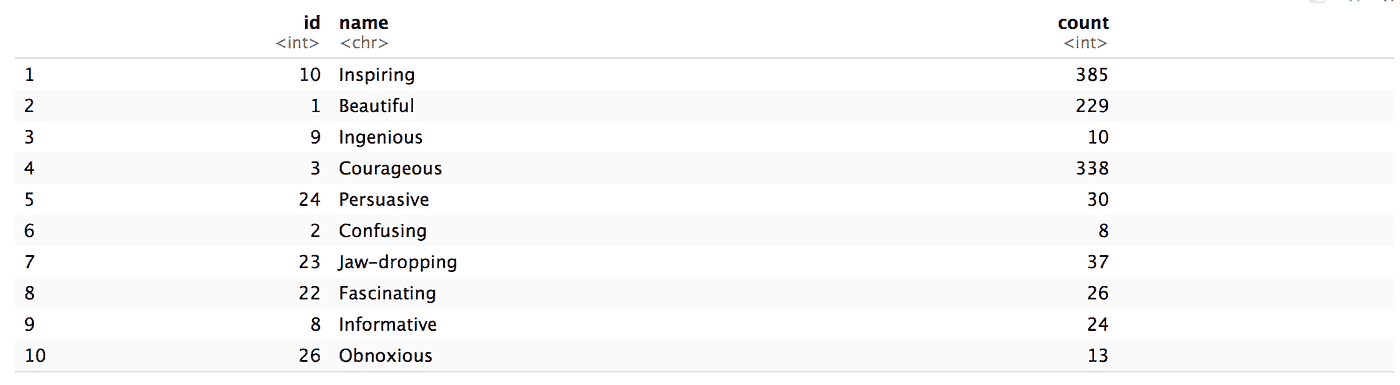 id name count
<int> <chr> <int>
1 10 Inspiring 385
2 1 Beautiful 229
3 9 Ingenious 10
4 3 Courageous 338
5 24 Persuasive 30
6 2 Confusing 8
7 23 Jaw-dropping 37
8 22 Fascinating 26
9 8 Informative 24
10 26 Obnoxious 13